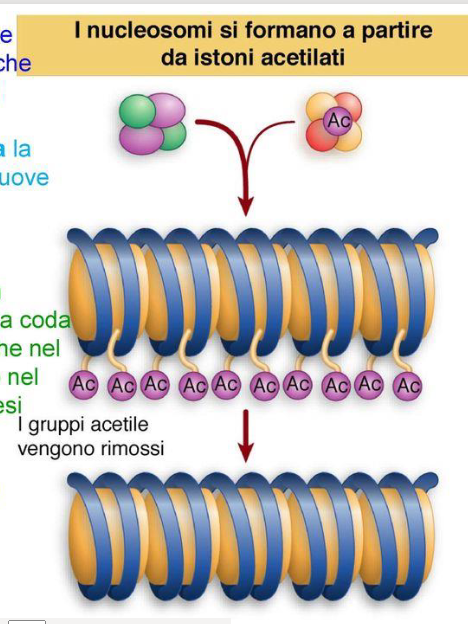 I nucleosomi si formano a partire
da istoni acetilati
e
che
a la
uove
a coda
ne nel
nel
esi
Ac
Ac Ac Ac Ac Ac Ac Ac Ac Ac Ac
I gruppi acetile
vengono rimossi